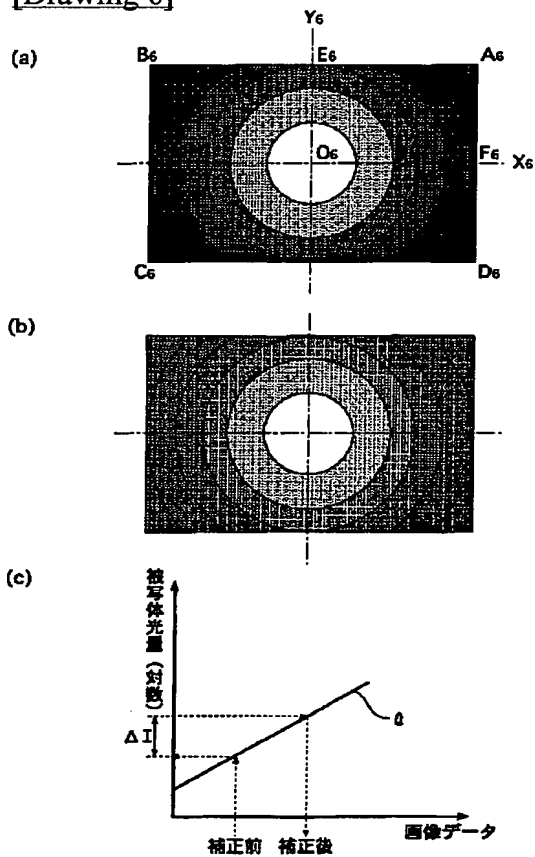 [Drawing 6]
(a)
Y6
B6 E6 A6
O6 F6 X6
C6 D6
(b)
(c)
被写体光量(対数)
ΔI
a
補正前 補正後
画像データ